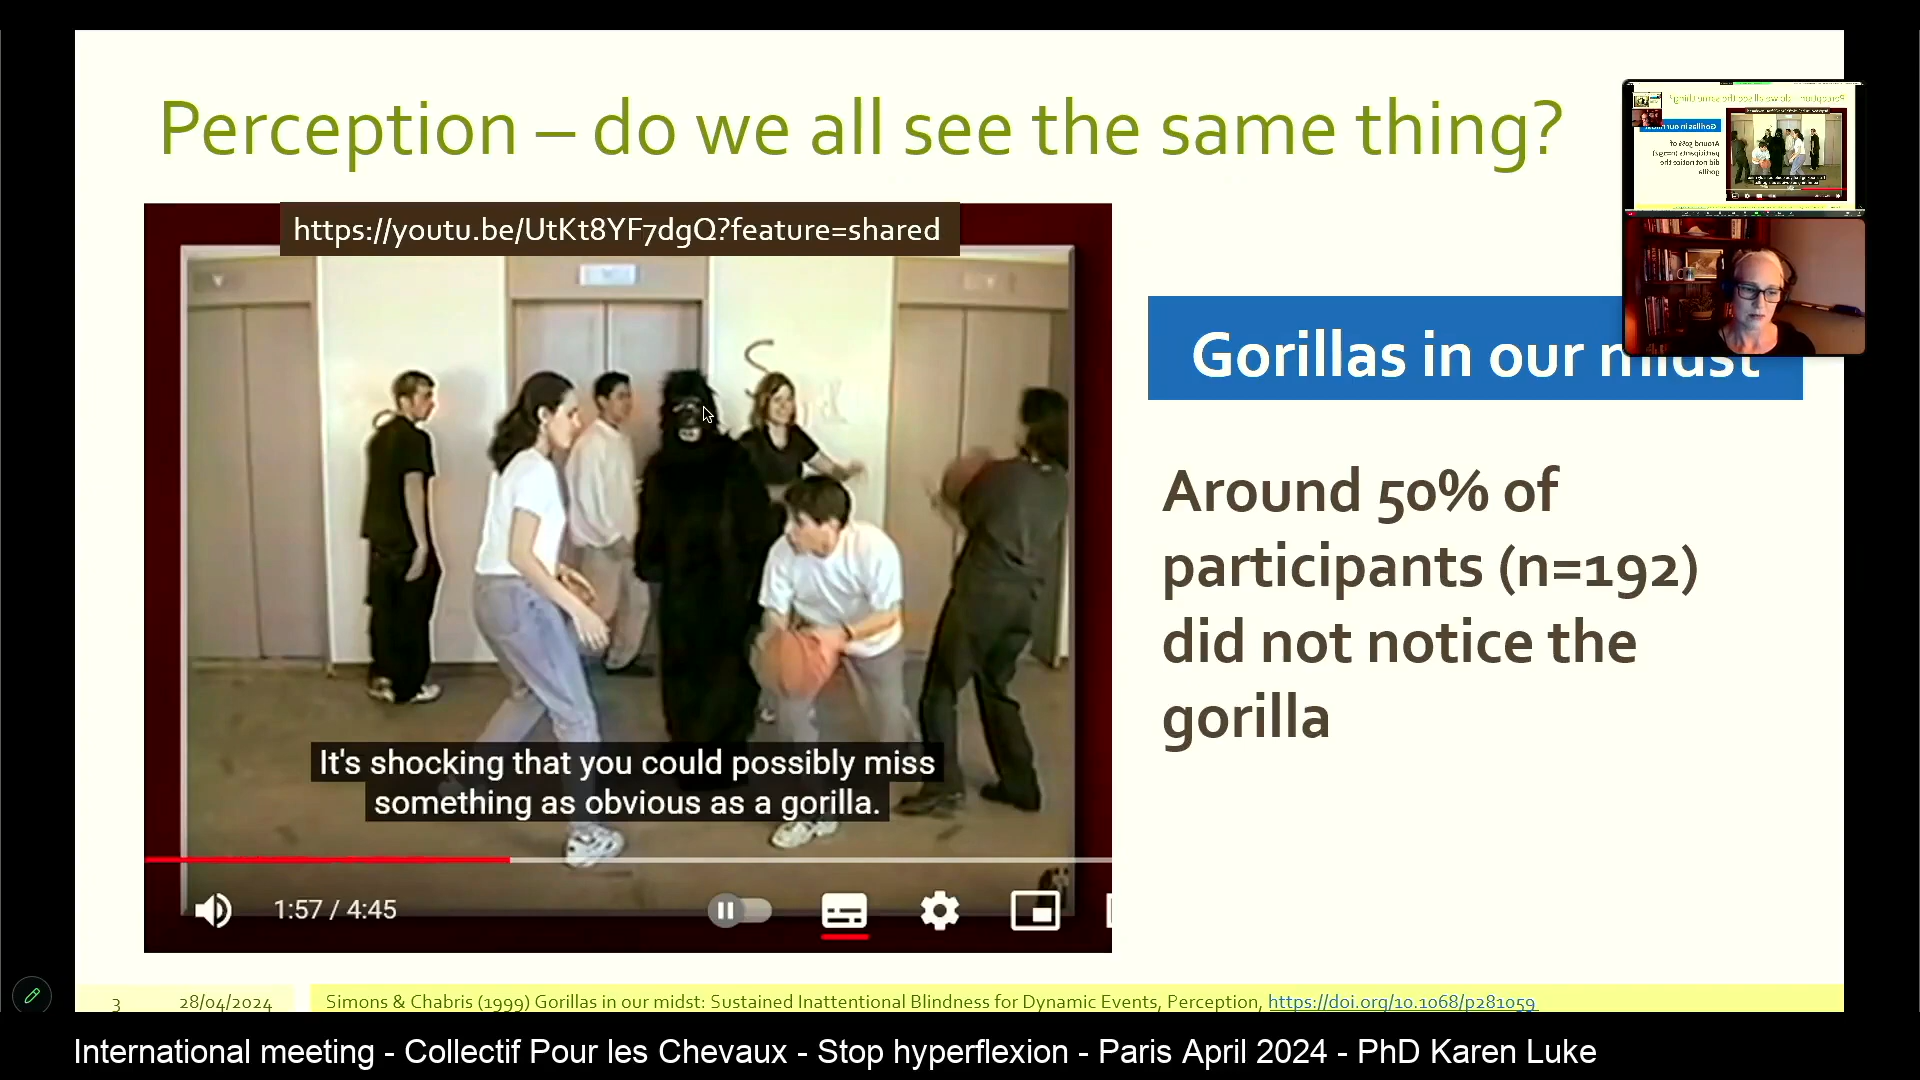 Perception – do we all see the same thing?
https://youtu.be/UtKt8YF7dgQ?feature=shared
It's shocking that you could possibly miss
something as obvious as a gorilla.
1:57 / 4:45
Gorillas in our midst
Around 50% of
participants (n=192)
did not notice the
gorilla
3
28/04/2024
Simons & Chabris (1999) Gorillas in our midst: Sustained Inattentional Blindness for Dynamic Events, Perception, https://doi.org/10.1068/p281059
International meeting - Collectif Pour les Chevaux - Stop hyperflexion - Paris April 2024 - PhD Karen Luke